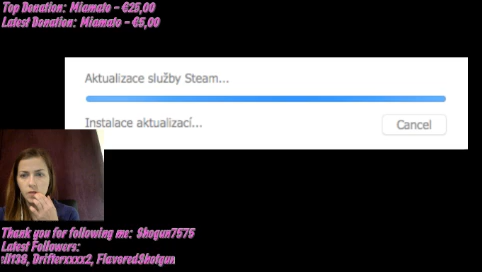 Top Donation: Miamato - €25,00
Latest Donation: Miamato - €5,00
Aktualizace služby Steam...
Instalace aktualizací...
Cancel
Thank you for following me: Shogun7575
Latest Followers:
Drifterxxxx2, FlavoredShotgun